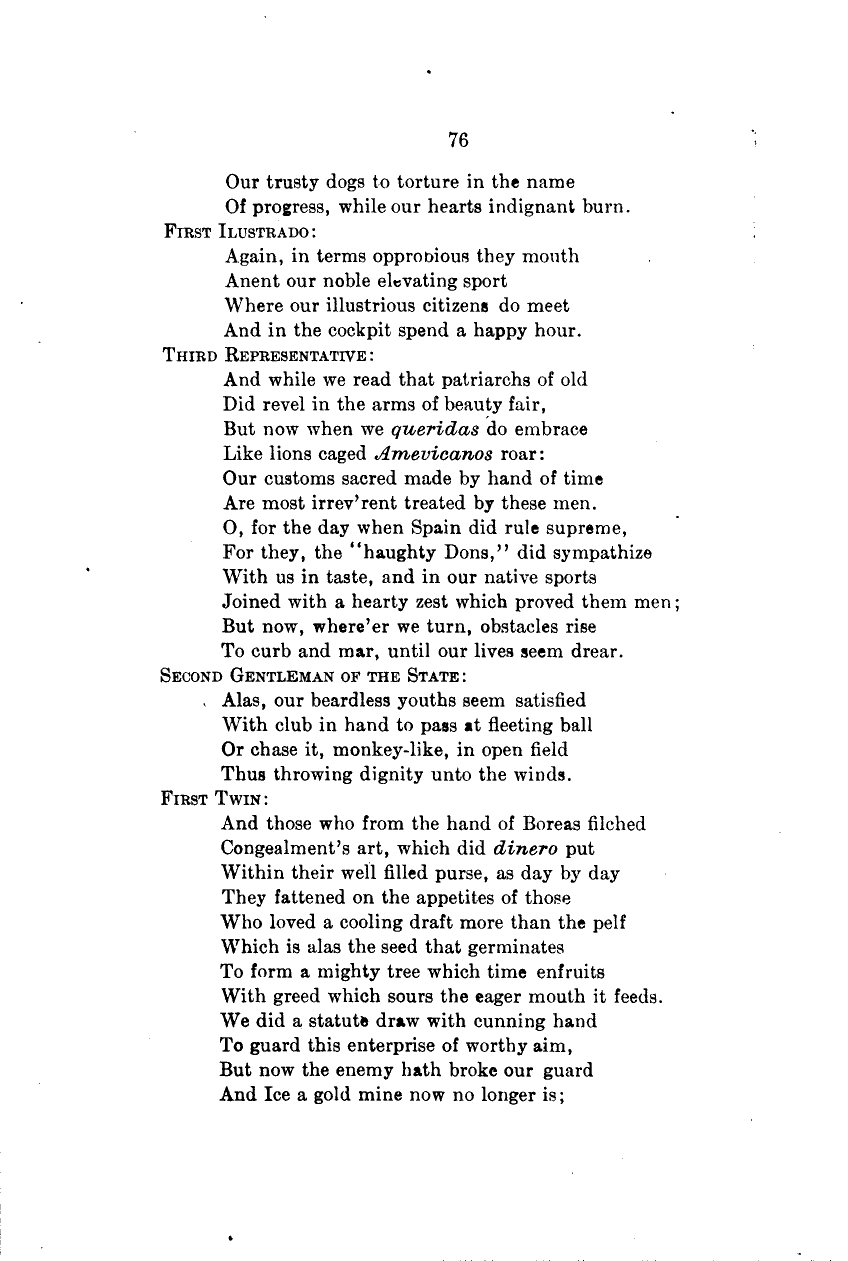 76
Our trusty dogs to torture in the name
Of progress, while our hearts indignant burn.
FIRST ILUSTRADO:
Again, in terms opprobious they mouth
Anent our noble elevating sport
Where our illustrious citizens do meet
And in the cockpit spend a happy hour.
THIRD REPRESENTATIVE:
And while we read that patriarchs of old
Did revel in the arms of beauty fair,
But now when we queridas do embrace
Like lions caged Amevicanos roar:
Our customs sacred made by hand of time
Are most irrev'rent treated by these men.
O, for the day when Spain did rule supreme,
For they, the "haughty Dons," did sympathize
With us in taste, and in our native sports
Joined with a hearty zest which proved them men;
But now, where'er we turn, obstacles rise
To curb and mar, until our lives seem drear.
SECOND GENTLEMAN OF THE STATE:
Alas, our beardless youths seem satisfied
With club in hand to pass at fleeting ball
Or chase it, monkey-like, in open field
Thus throwing dignity unto the winds.
FIRST TWIN:
And those who from the hand of Boreas filched
Congealment's art, which did dinero put
Within their well filled purse, as day by day
They fattened on the appetites of those
Who loved a cooling draft more than the pelf
Which is alas the seed that germinates
To form a mighty tree which time enfruits
With greed which sours the eager mouth it feeds.
We did a statute draw with cunning hand
To guard this enterprise of worthy aim,
But now the enemy hath broke our guard
And Ice a gold mine now no longer is;